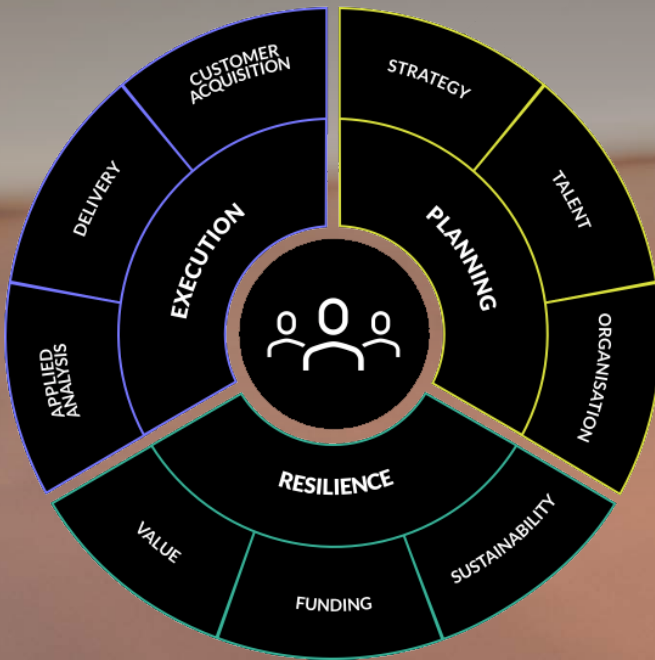 CUSTOMER
ACQUISITION
STRATEGY
DELIVERY
TALENT
EXECUTION
PLANNING
APPLIED
ANALYSIS
ORGANISATION
RESILIENCE
VALUE
FUNDING
SUSTAINABILITY